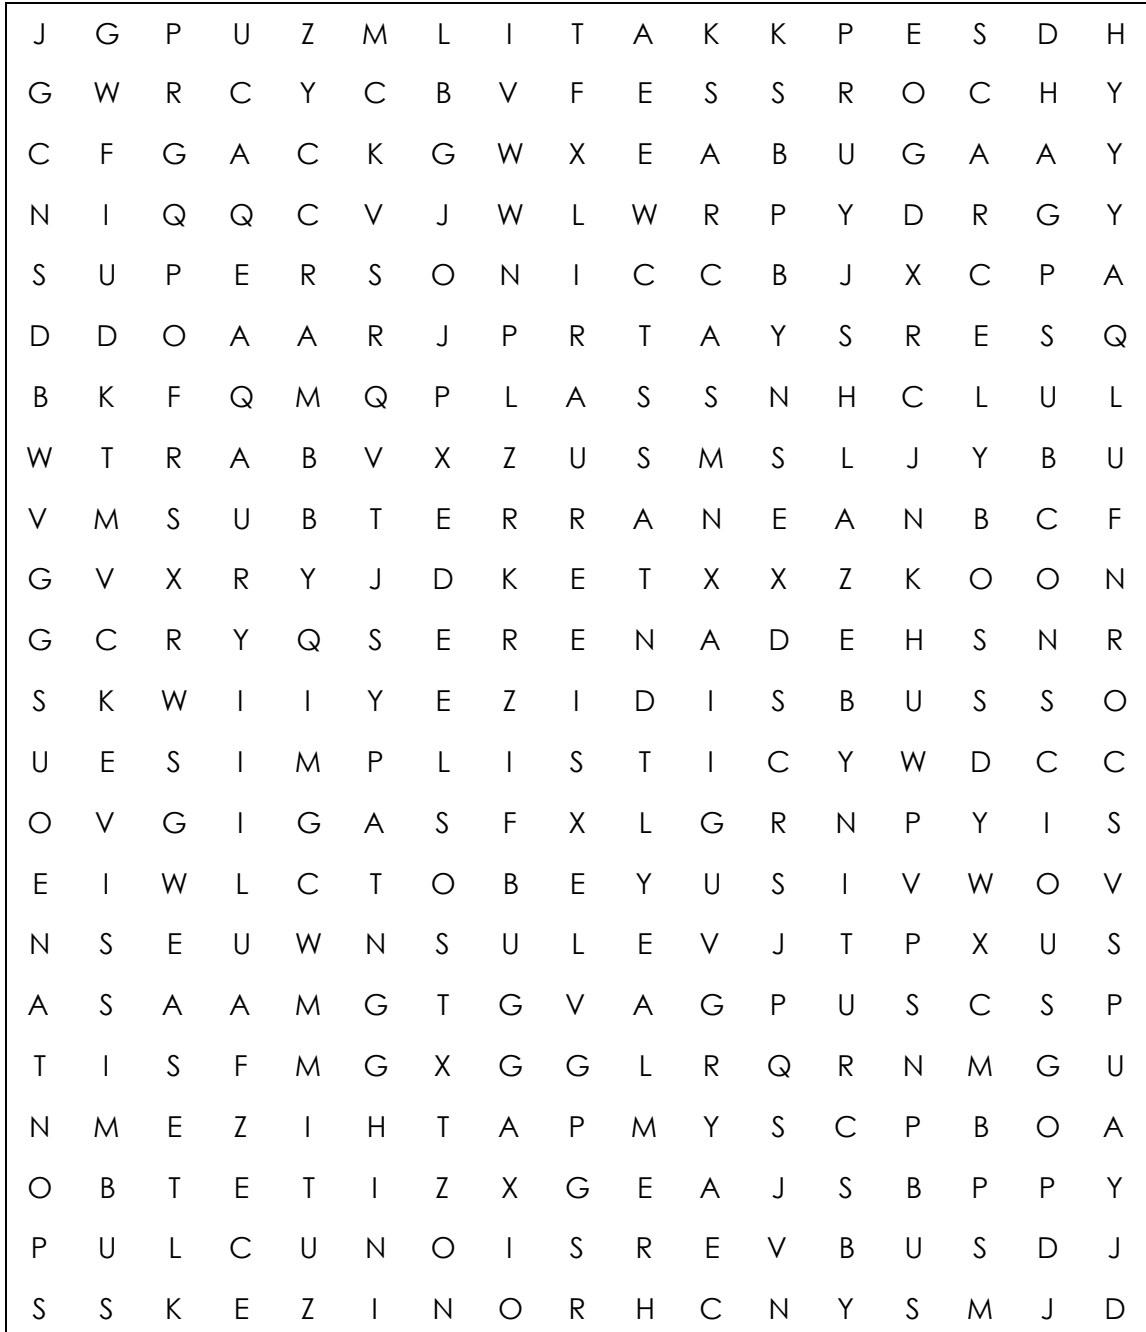 J G P U Z M L I T A K K P E S D H
G W R C Y C B V F E S S R O C H Y
C F G A C K G W X E A B U G A A Y
N I Q Q C V J W L W R P Y D R G Y
S U P E R S O N I C C B J X C P A
D D O A A R J P R T A Y S R E S Q
B K F Q M Q P L A S S N H C L U L
W T R A B V X Z U S M S L J Y B U
V M S U B T E R R A N E A N B C F
G V X R Y J D K E T X X Z K O O N
G C R Y Q S E R E N A D E H S N R
S K W I I Y E Z I D I S B U S S O
U E S I M P L I S T I C Y W D C C
O V G I G A S F X L G R N P Y I S
E I W L C T O B E Y U S I V W O V
N S E U W N S U L E V J T P X U S
A S A A M G T G V A G P U S C S P
T I S F M G X G G L R Q R N M G U
N M E Z I H T A P M Y S C P B O A
O B T E T I Z X G E A J S B P P Y
P U L C U N O I S R E V B U S D J
S S K E Z I N O R H C N Y S M J D